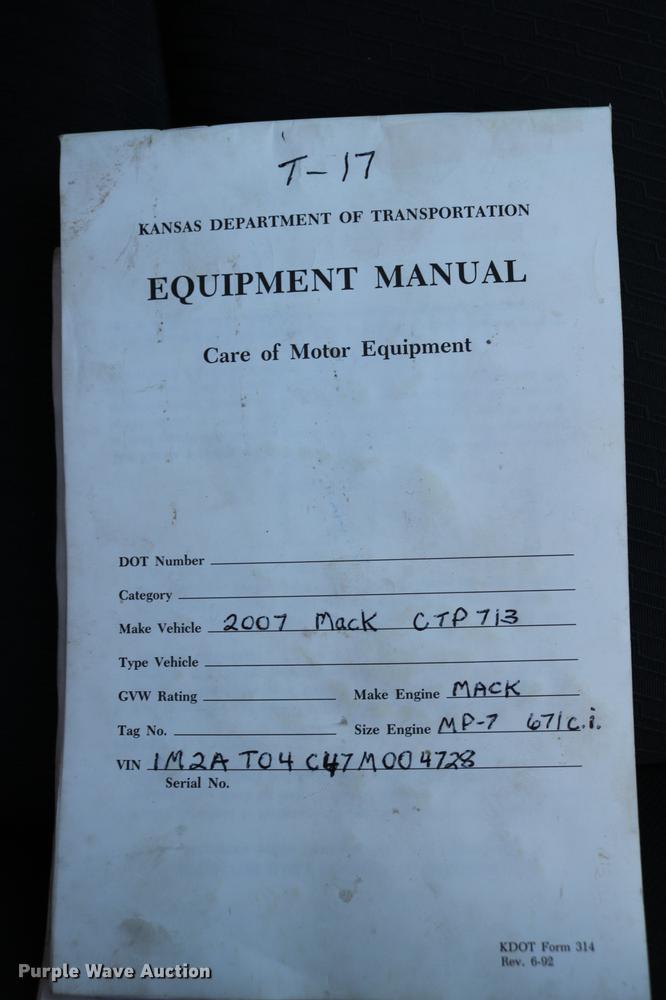 T-17
KANSAS DEPARTMENT OF TRANSPORTATION
EQUIPMENT MANUAL
Care of Motor Equipment
DOT Number
Category
Make Vehicle 2007 Mack CTP713
Type Vehicle
GVW Rating Make Engine MACK
Tag No. Size Engine MP-7 671 c.i.
VIN 1M2AT04C47M004728
Serial No.
KDOT Form 314
Rev. 6-92
Purple Wave Auction